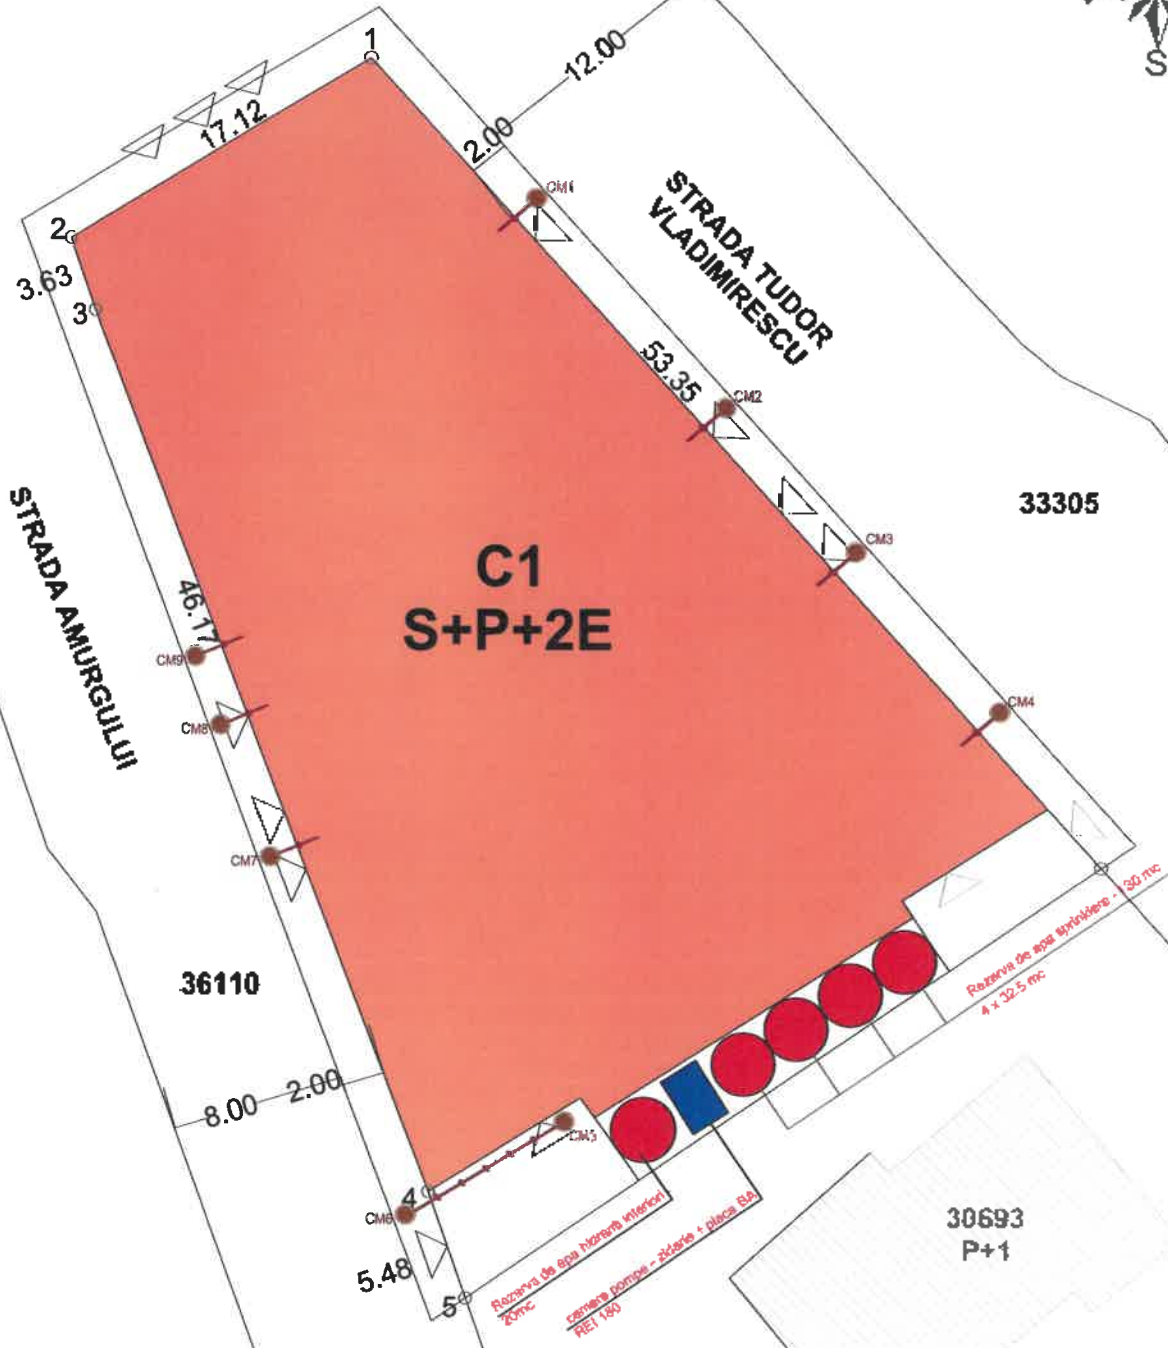 S
1
12.00
17.12
2.00
CM1
STRADA TUDOR
VLADIMIRESCU
2
3.63
3
53.35
CM2
33305
CM3
C1
S+P+2E
STRADA AMURGULUI
46.17
CM9
CM8
CM4
CM7
36110
Rezerva de apa sprinklere - 130 mc
4 x 32.5 mc
8.00
2.00
CM5
4
CM6
Rezerva de apa hidranti interiori
20mc
camera pompe - zidarie + placa BA
REI 180
30693
P+1
5.48
5